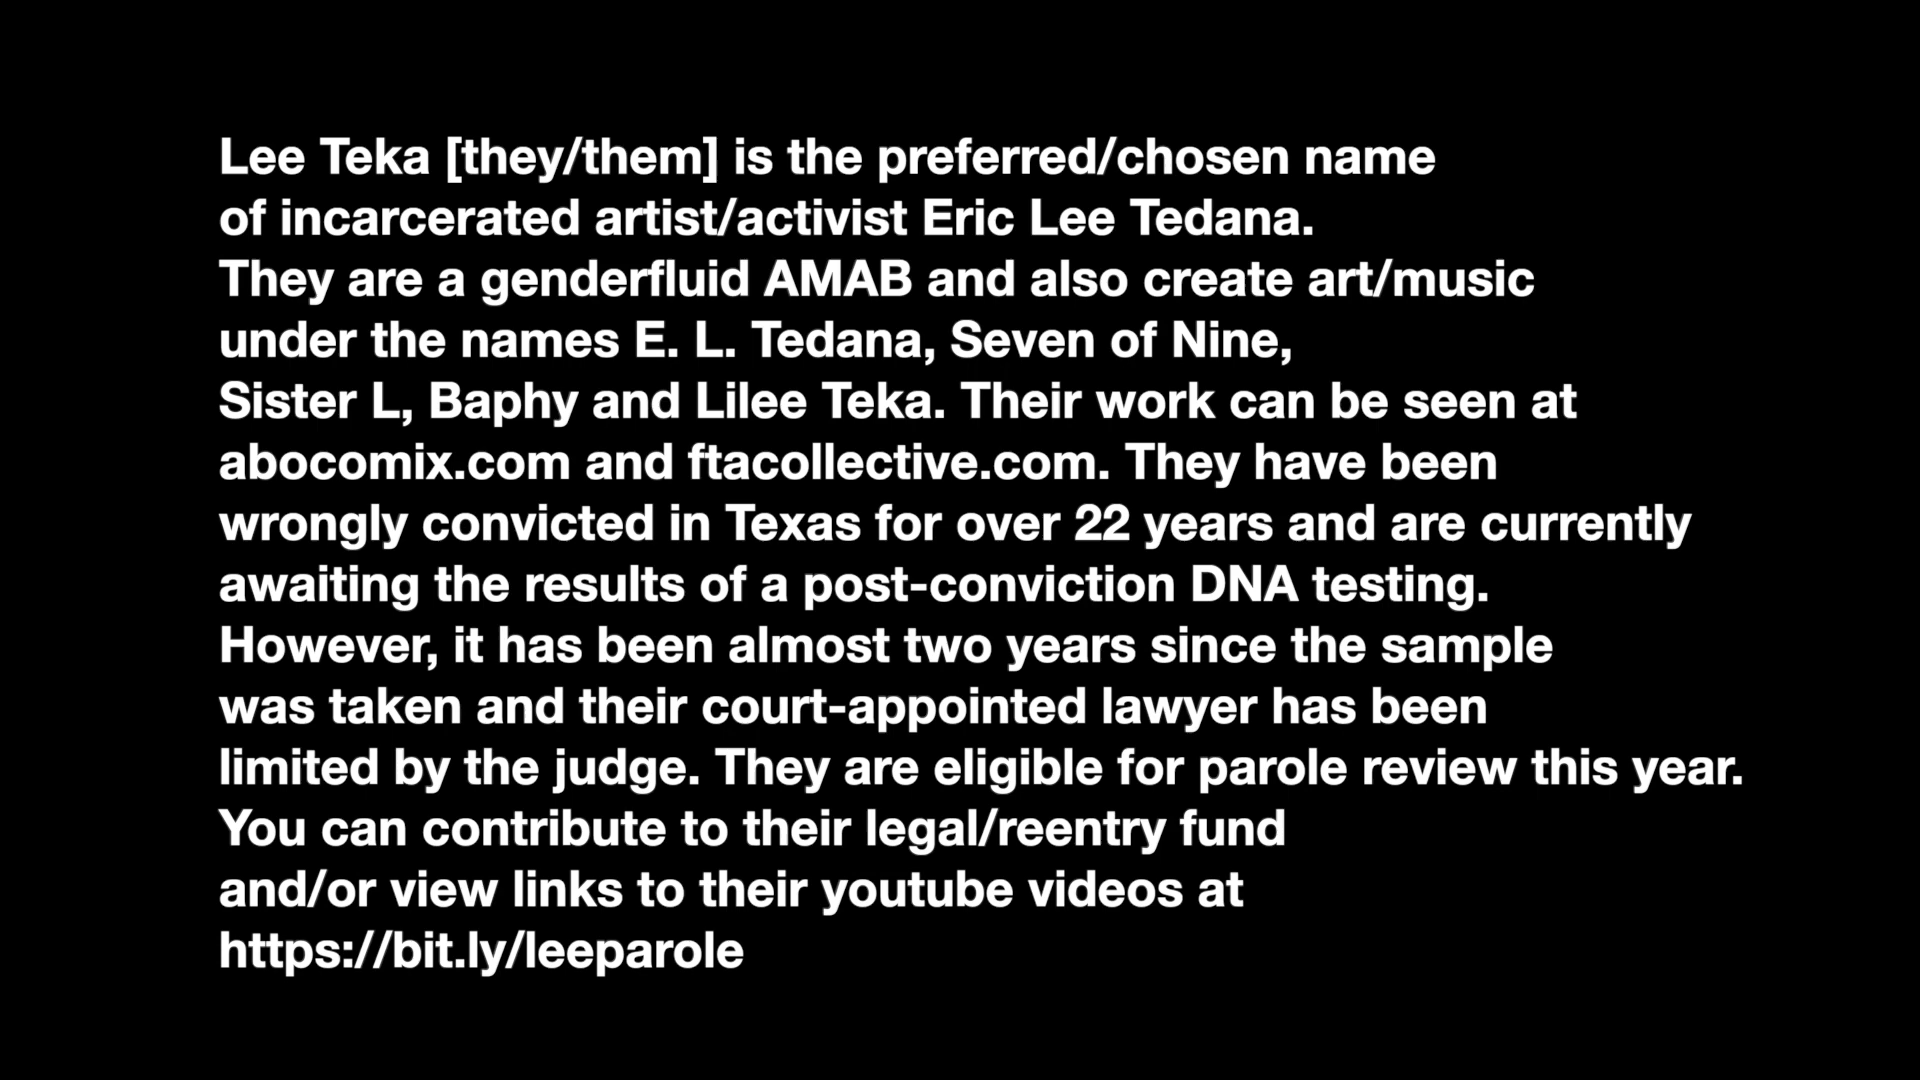 Lee Teka [they/them] is the preferred/chosen name
of incarcerated artist/activist Eric Lee Tedana.
They are a genderfluid AMAB and also create art/music
under the names E. L. Tedana, Seven of Nine,
Sister L, Baphy and Lilee Teka. Their work can be seen at
abocomix.com and ftacollective.com. They have been
wrongly convicted in Texas for over 22 years and are currently
awaiting the results of a post-conviction DNA testing.
However, it has been almost two years since the sample
was taken and their court-appointed lawyer has been
limited by the judge. They are eligible for parole review this year.
You can contribute to their legal/reentry fund
and/or view links to their youtube videos at
https://bit.ly/leeparole